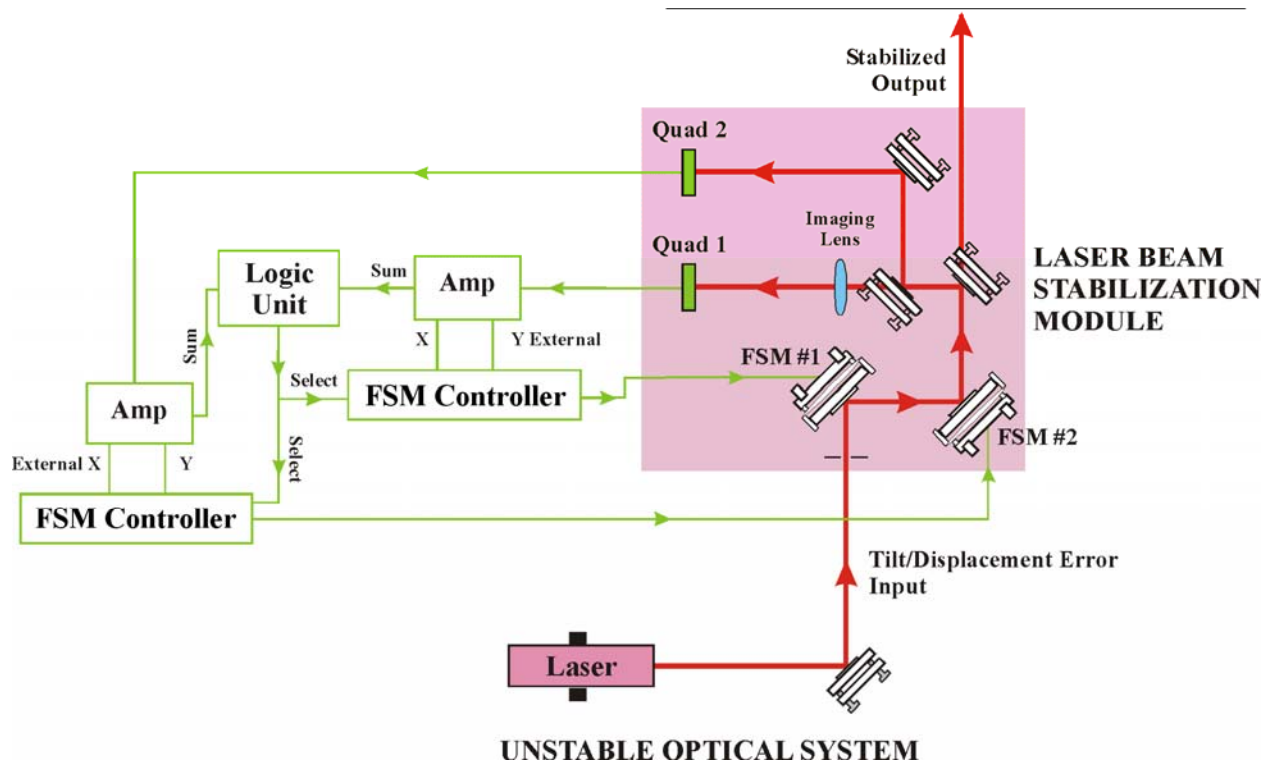 Stabilized
Output
Quad 2
Imaging
Lens
Quad 1
LASER BEAM
STABILIZATION
MODULE
Logic
Unit
Sum
Amp
Sum
X
Y External
FSM #1
Select
FSM Controller
FSM #2
Amp
Select
External X
Y
FSM Controller
Tilt/Displacement Error
Input
Laser
UNSTABLE OPTICAL SYSTEM